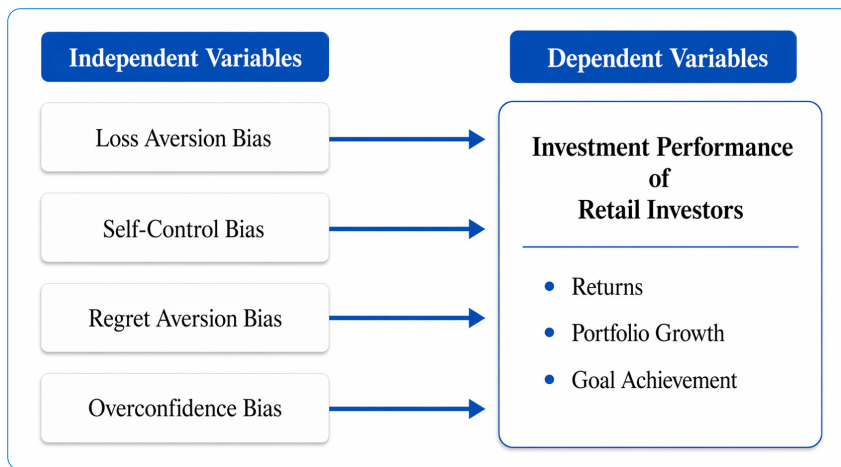 Independent Variables
Loss Aversion Bias
Self-Control Bias
Regret Aversion Bias
Overconfidence Bias
Dependent Variables
Investment Performance
of
Retail Investors
Returns
Portfolio Growth
Goal Achievement